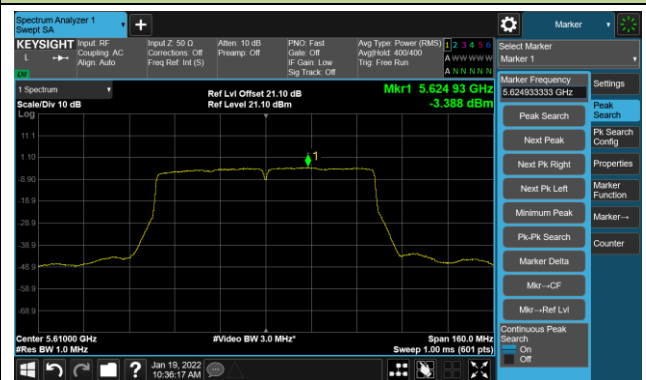 Spectrum Analyzer 1
Swept SA
Marker
KEYSIGHT
L
LXI
Input: RF
Coupling: AC
Align: Auto
Input Z: 50 Ω
Corrections: Off
Freq Ref: Int (S)
Atten: 10 dB
Preamp: Off
PNO: Fast
Gate: Off
IF Gain: Low
Sig Track: Off
Avg Type: Power (RMS)
Avg|Hold: 400/400
Trig: Free Run
1 2 3 4 5 6
A W W W W W
A N N N N N
Select Marker
Marker 1
1 Spectrum
Scale/Div 10 dB
Log
Ref Lvl Offset 21.10 dB
Ref Level 21.10 dBm
Mkr1 5.624 93 GHz
-3.388 dBm
11.1
1.10
-8.90
-18.9
-28.9
-38.9
-48.9
-58.9
-68.9
1
Center 5.61000 GHz
#Res BW 1.0 MHz
#Video BW 3.0 MHz*
Span 160.0 MHz
Sweep 1.00 ms (601 pts)
Marker Frequency
5.624933333 GHz
Peak Search
Next Peak
Next Pk Right
Next Pk Left
Minimum Peak
Pk-Pk Search
Marker Delta
Mkr→CF
Mkr→Ref Lvl
Continuous Peak
Search
On
Off
Settings
Peak
Search
Pk Search
Config
Properties
Marker
Function
Marker→
Counter
Jan 19, 2022
10:36:17 AM